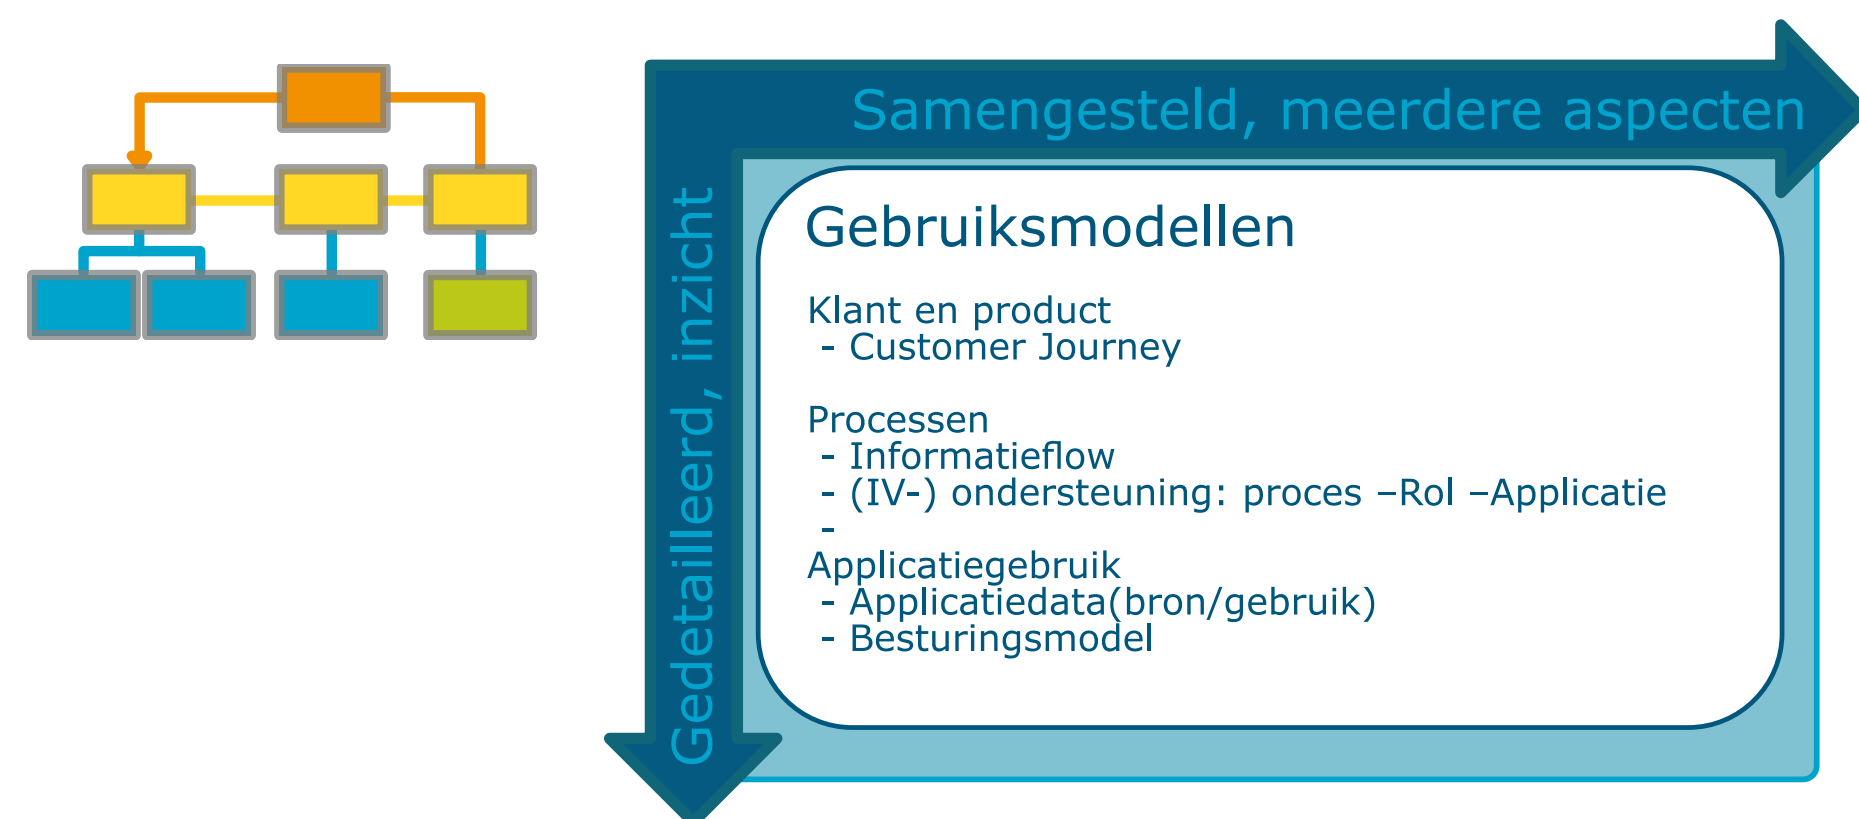 Samengesteld, meerdere aspecten
Gedetailleerd, inzicht
Gebruiksmodellen
Klant en product
- Customer Journey
Processen
- Informatieflow
- (IV-) ondersteuning: proces –Rol –Applicatie
-
Applicatiegebruik
- Applicatiedata(bron/gebruik)
- Besturingsmodel